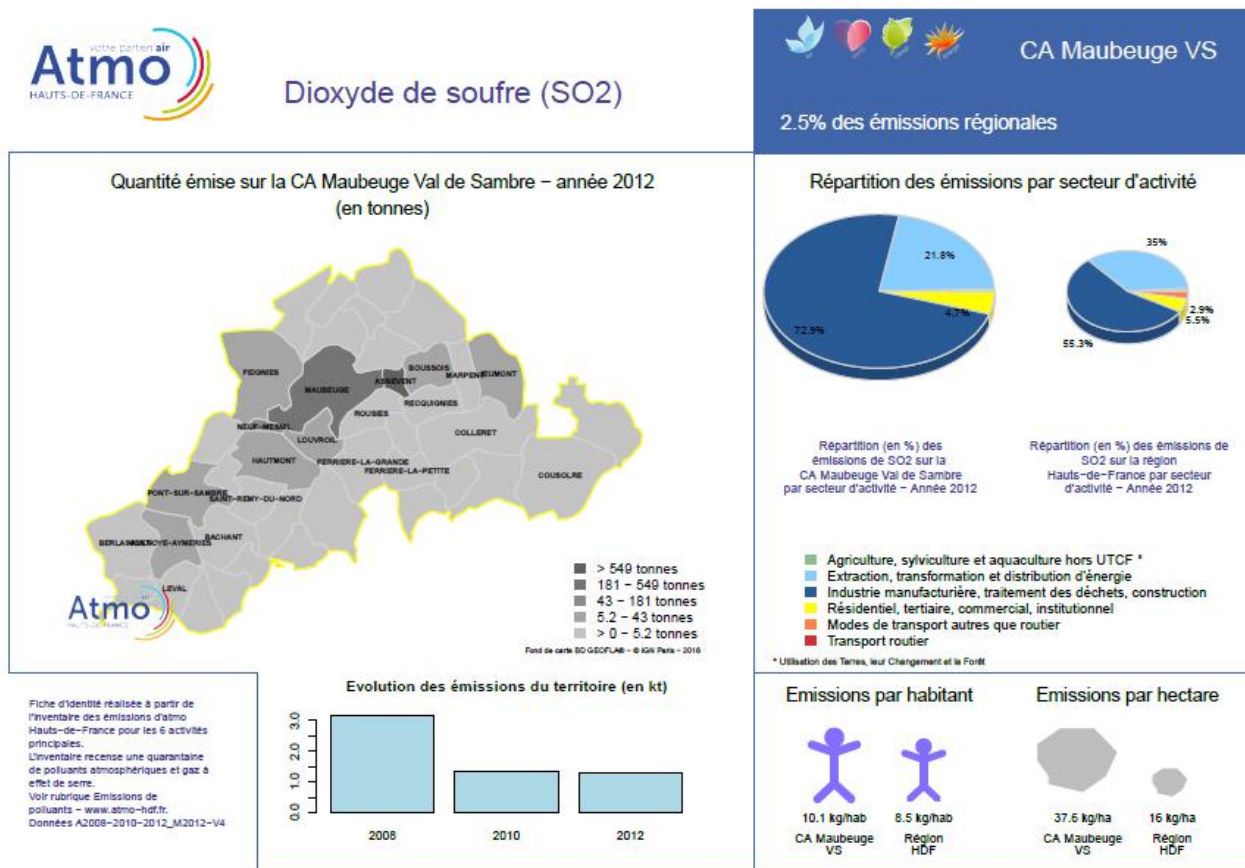 votre parten'air
Atmo
HAUTS-DE-FRANCE
Dioxyde de soufre (SO2)
CA Maubeuge VS
2.5% des émissions régionales
Quantité émise sur la CA Maubeuge Val de Sambre – année 2012
(en tonnes)
FEIGNIES
MAUBEUGE
ASSEVENT
BOUSSOIS
MARPENT
JEUMONT
RECQUIGNIES
ROUSIES
NEUF-MESNIL
LOUVROIL
COLLERET
HAUTMONT
FERRIERE-LA-GRANDE
FERRIERE-LA-PETITE
COUSOLRE
PONT-SUR-SAMBRE
SAINT-REMY-DU-NORD
BACHANT
LEVAL
Atmo
HAUTS-DE-FRANCE
> 549 tonnes
181 – 549 tonnes
43 – 181 tonnes
5.2 – 43 tonnes
> 0 – 5.2 tonnes
Fond de carte BD GEOFLA® – © IGN Paris – 2016
Répartition des émissions par secteur d'activité
21.8%
4.7%
72.9%
35%
2.9%
5.5%
55.3%
Répartition (en %) des
émissions de SO2 sur la
CA Maubeuge Val de Sambre
par secteur d'activité – Année 2012
Répartition (en %) des émissions de
SO2 sur la région
Hauts-de-France par secteur
d'activité – Année 2012
Agriculture, sylviculture et aquaculture hors UTCF *
Extraction, transformation et distribution d'énergie
Industrie manufacturière, traitement des déchets, construction
Résidentiel, tertiaire, commercial, institutionnel
Modes de transport autres que routier
Transport routier
* Utilisation des Terres, leur Changement et la Forêt
Fiche d'identité réalisée à partir de
l'inventaire des émissions d'atmo
Hauts-de-France pour les 6 activités
principales.
L'inventaire recense une quarantaine
de polluants atmosphériques et gaz à
effet de serre.
Voir rubrique Emissions de
polluants – www.atmo-hdf.fr.
Données A2008-2010-2012_M2012-V4
Evolution des émissions du territoire (en kt)
3.0
2.0
1.0
0.0
2008
2010
2012
Emissions par habitant
10.1 kg/hab
8.5 kg/hab
CA Maubeuge
VS
Région
HDF
Emissions par hectare
37.6 kg/ha
16 kg/ha
CA Maubeuge
VS
Région
HDF